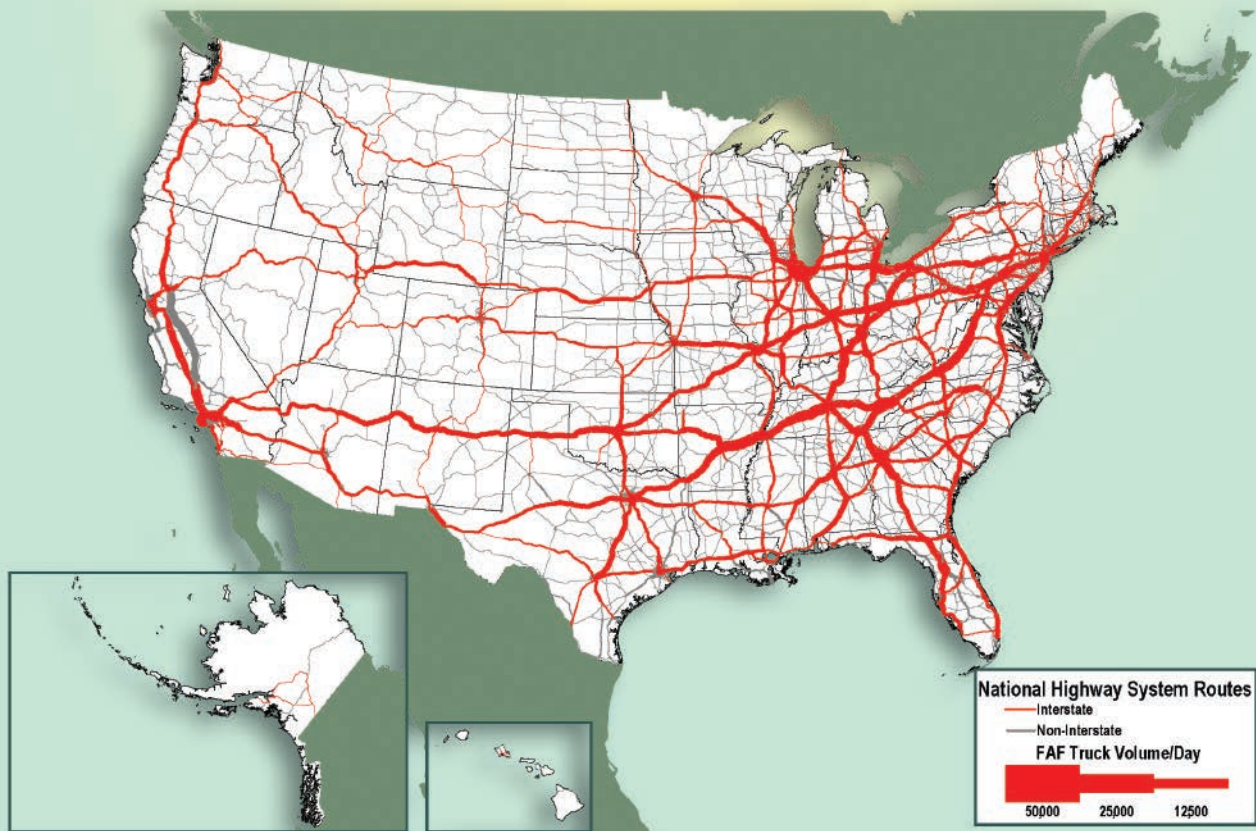 National Highway System Routes
Interstate
Non-Interstate
FAF Truck Volume/Day
50,000 25,000 12,500